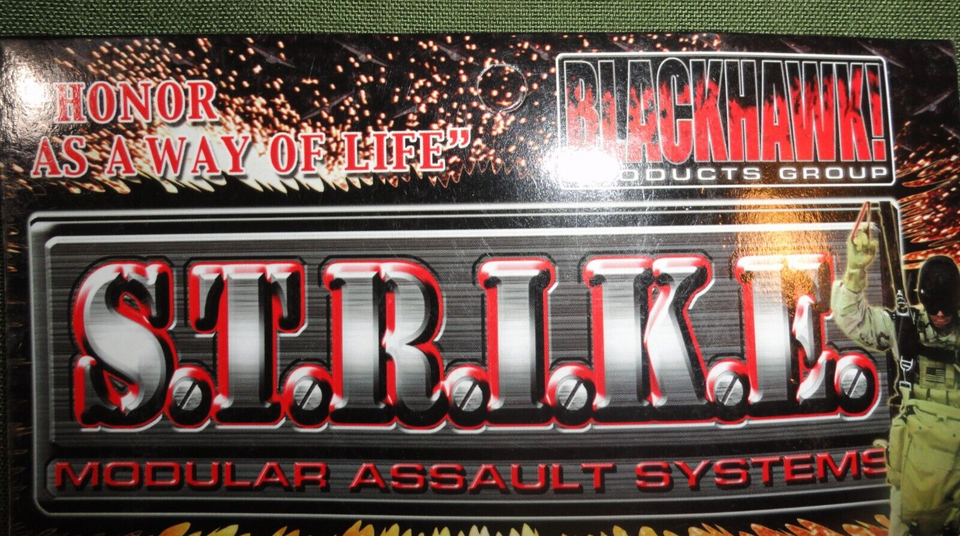 HONOR
AS A WAY OF LIFE”
BLACKHAWK!
PRODUCTS GROUP
S.T.R.I.K.E.
MODULAR ASSAULT SYSTEMS